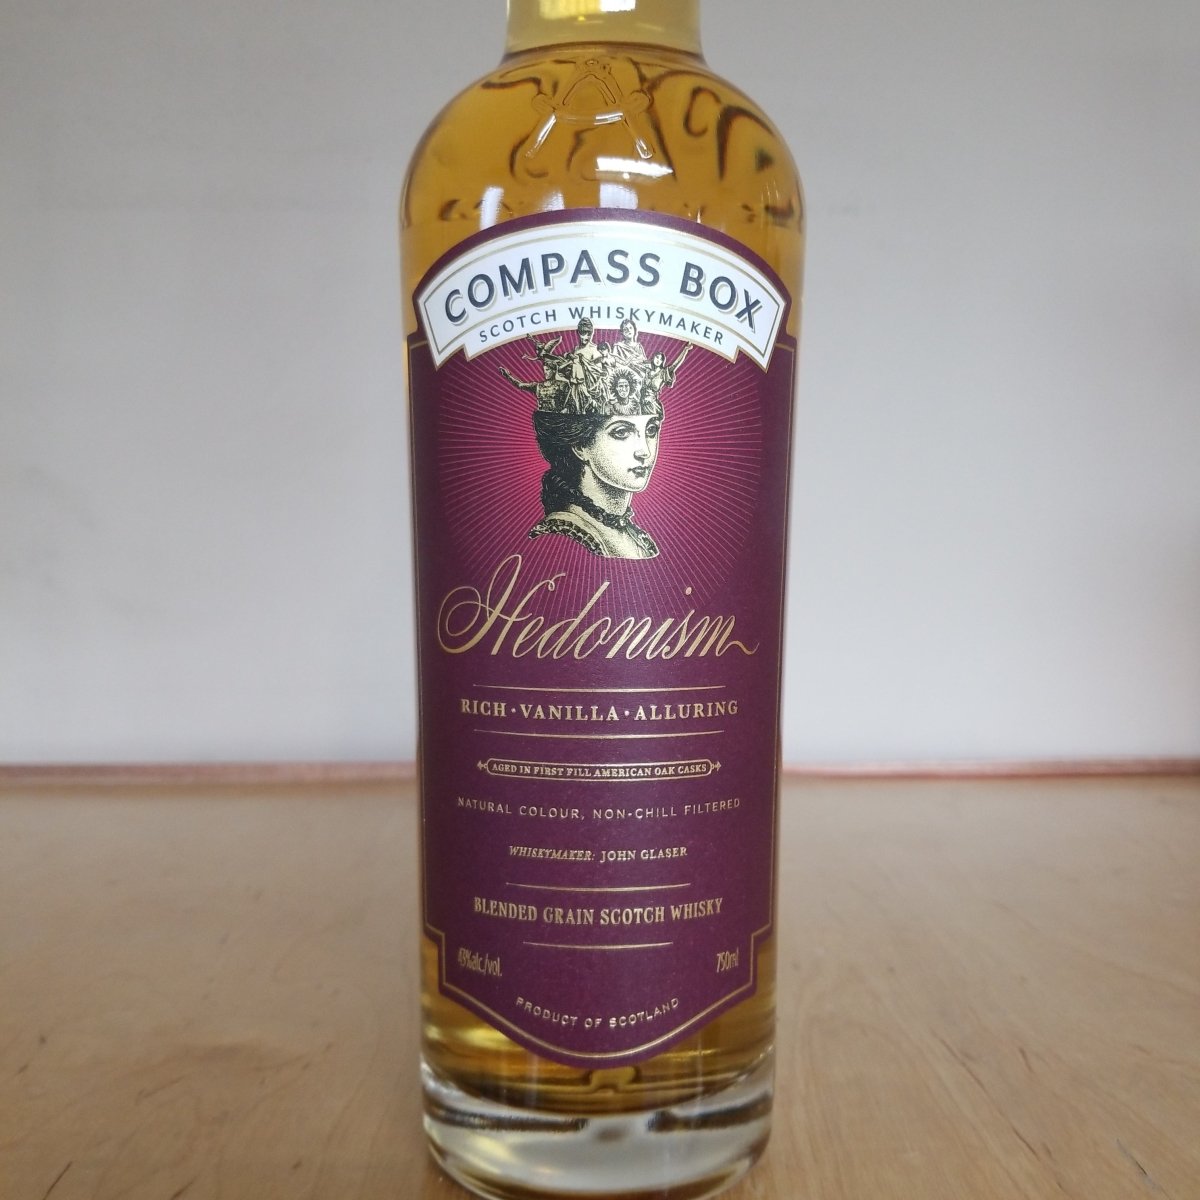 COMPASS BOX
SCOTCH WHISKYMAKER
Hedonism
RICH · VANILLA · ALLURING
AGED IN FIRST FILL AMERICAN OAK CASKS
NATURAL COLOUR, NON-CHILL FILTERED
WHISKYMAKER: JOHN GLASER
BLENDED GRAIN SCOTCH WHISKY
43%alc./vol. 750ml
PRODUCT OF SCOTLAND